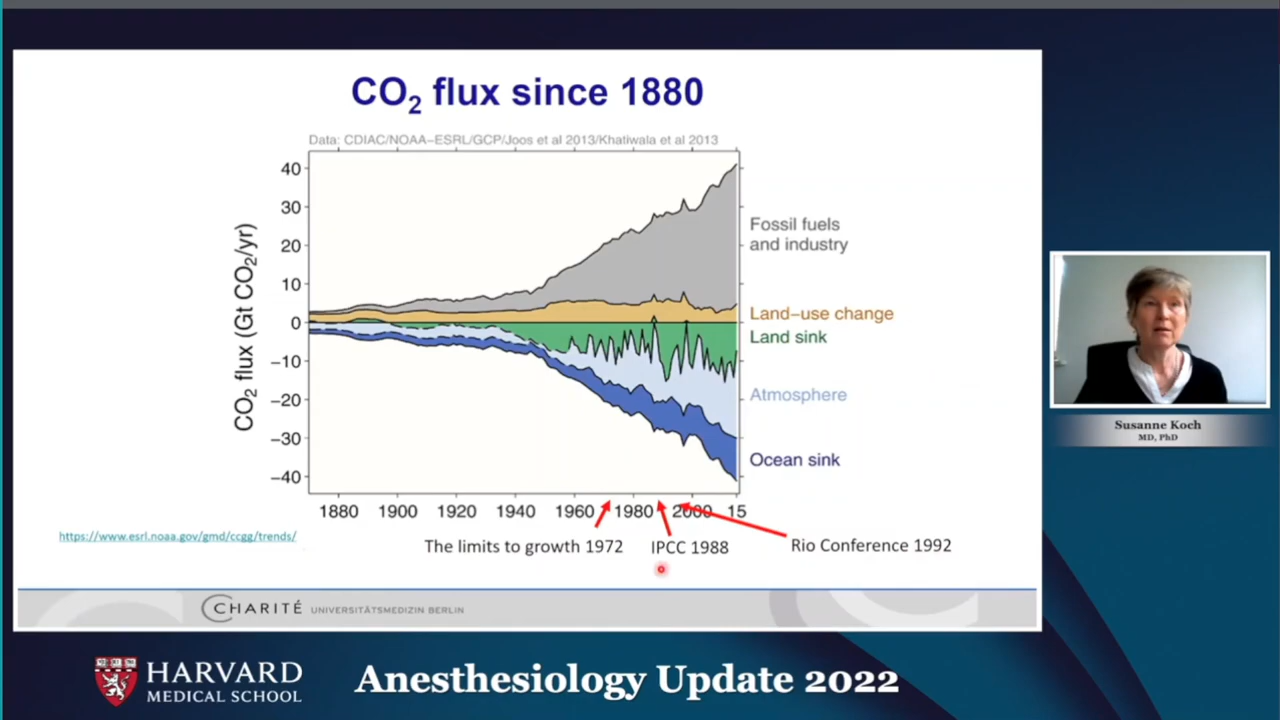 CO₂ flux since 1880
Data: CDIAC/NOAA−ESRL/GCP/Joos et al 2013/Khatiwala et al 2013
CO₂ flux (Gt CO₂/yr)
40
30
20
10
0
−10
−20
−30
−40
Fossil fuels
and industry
Land−use change
Land sink
Atmosphere
Ocean sink
1880 1900 1920 1940 1960 1980 2000 15
https://www.esrl.noaa.gov/gmd/ccgg/trends/
The limits to growth 1972
IPCC 1988
Rio Conference 1992
CHARITÉ UNIVERSITÄTSMEDIZIN BERLIN
Susanne Koch
MD, PhD
HARVARD
MEDICAL SCHOOL
Anesthesiology Update 2022